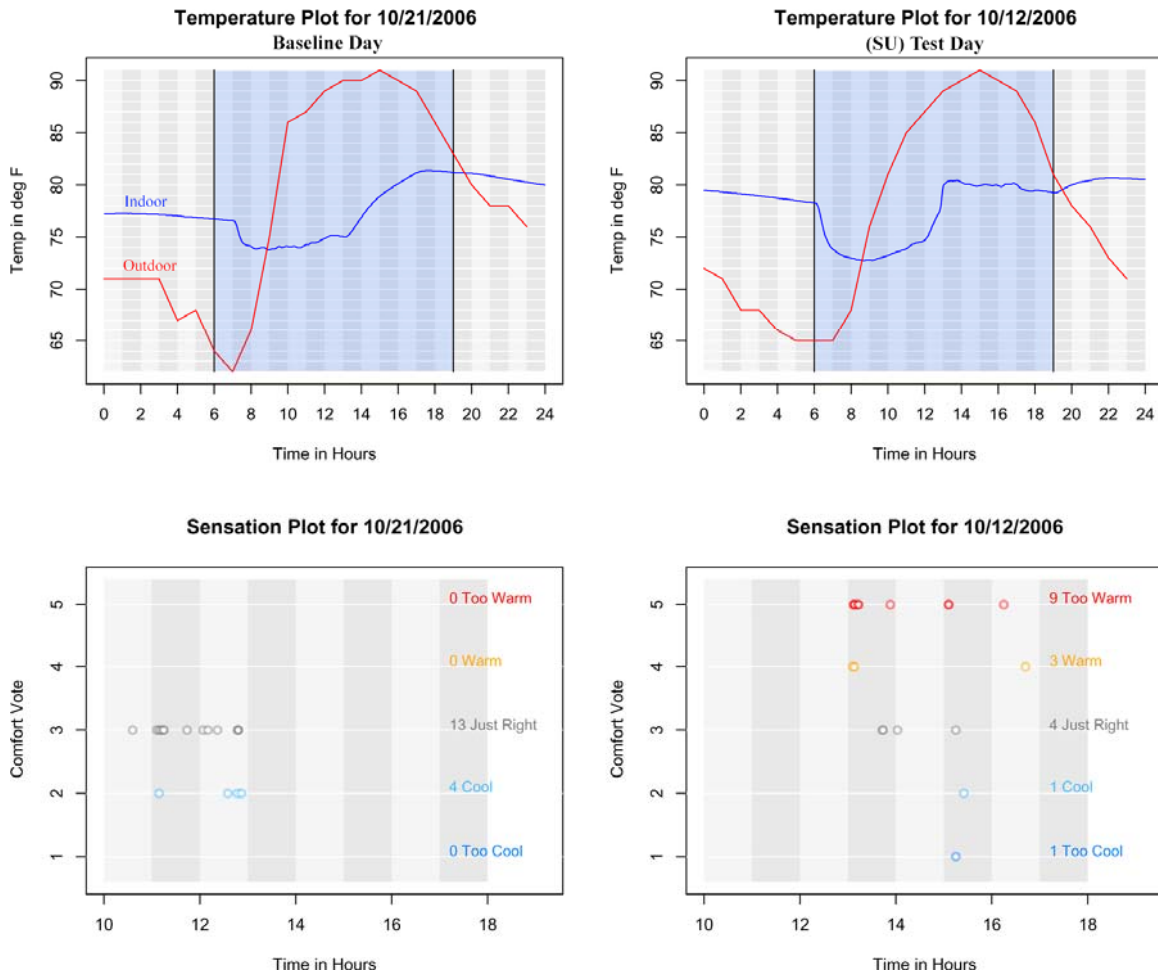 Temperature Plot for 10/21/2006
Baseline Day
Temp in deg F
90
85
80
75
70
65
Indoor
Outdoor
0 2 4 6 8 10 12 14 16 18 20 22 24
Time in Hours
Temperature Plot for 10/12/2006
(SU) Test Day
Temp in deg F
90
85
80
75
70
65
0 2 4 6 8 10 12 14 16 18 20 22 24
Time in Hours
Sensation Plot for 10/21/2006
Comfort Vote
5
4
3
2
1
0 Too Warm
0 Warm
13 Just Right
4 Cool
0 Too Cool
10 12 14 16 18
Time in Hours
Sensation Plot for 10/12/2006
Comfort Vote
5
4
3
2
1
9 Too Warm
3 Warm
4 Just Right
1 Cool
1 Too Cool
10 12 14 16 18
Time in Hours